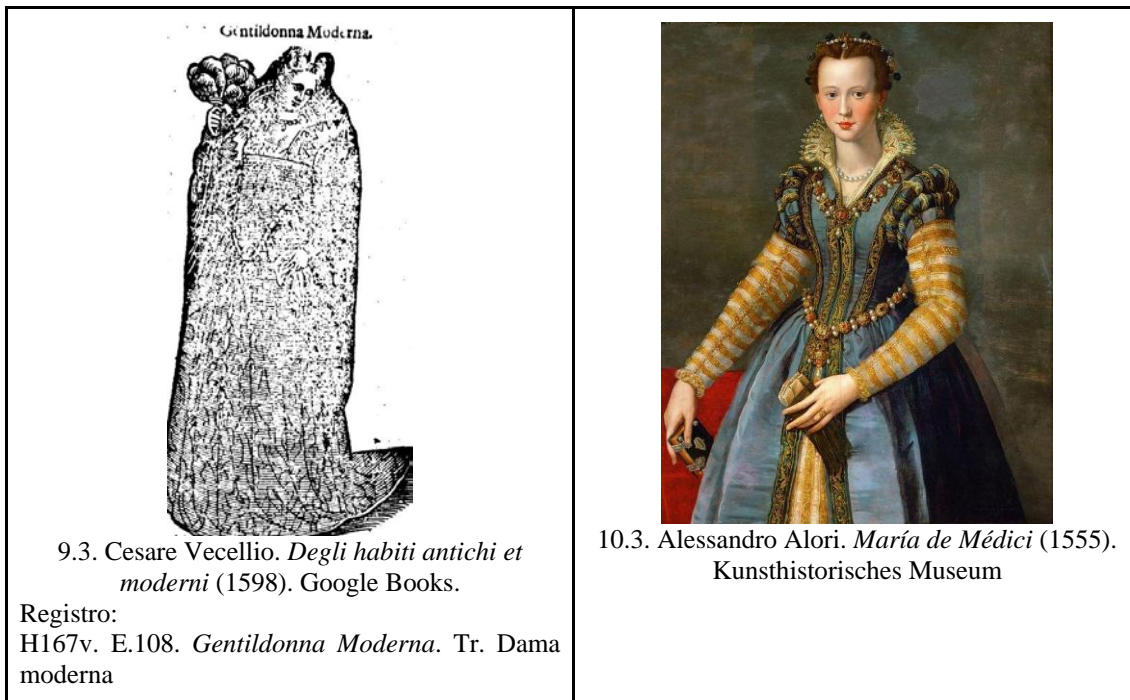 Gentildonna Moderna.
9.3. Cesare Vecellio. Degli habiti antichi et
moderni (1598). Google Books.
Registro:
H167v. E.108. Gentildonna Moderna. Tr. Dama
moderna
10.3. Alessandro Alori. María de Médici (1555).
Kunsthistorisches Museum